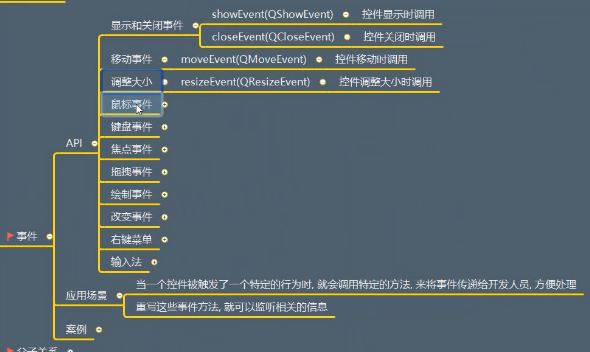 显示和关闭事件
showEvent(QShowEvent)
控件显示时调用
closeEvent(QCloseEvent)
控件关闭时调用
移动事件
moveEvent(QMoveEvent)
控件移动时调用
调整大小
resizeEvent(QResizeEvent)
控件调整大小时调用
鼠标事件
键盘事件
API
焦点事件
拖拽事件
绘制事件
改变事件
右键菜单
输入法
事件
应用场景
当一个控件被触发了一个特定的行为时, 就会调用特定的方法, 来将事件传递给开发人员, 方便处理
重写这些事件方法, 就可以监听相关的信息
案例
父子关系